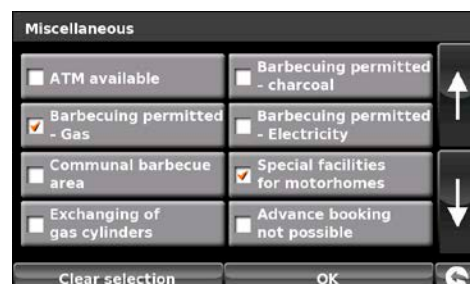 Miscellaneous
ATM available
Barbecuing permitted
- charcoal
Barbecuing permitted
- Gas
Barbecuing permitted
- Electricity
Communal barbecue
area
Special facilities
for motorhomes
Exchanging of
gas cylinders
Advance booking
not possible
Clear selection
OK